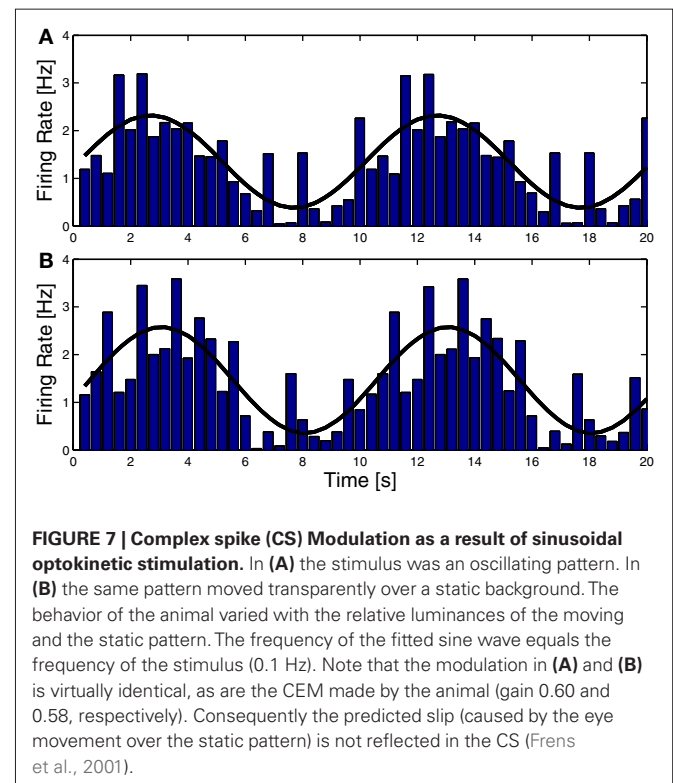 A
4
3
2
1
0
Firing Rate [Hz]
0 2 4 6 8 10 12 14 16 18 20
B
4
3
2
1
0
Firing Rate [Hz]
0 2 4 6 8 10 12 14 16 18 20
Time [s]
FIGURE 7 | Complex spike (CS) Modulation as a result of sinusoidal
optokinetic stimulation. In (A) the stimulus was an oscillating pattern. In
(B) the same pattern moved transparently over a static background. The
behavior of the animal varied with the relative luminances of the moving
and the static pattern. The frequency of the fitted sine wave equals the
frequency of the stimulus (0.1 Hz). Note that the modulation in (A) and (B)
is virtually identical, as are the CEM made by the animal (gain 0.60 and
0.58, respectively). Consequently the predicted slip (caused by the eye
movement over the static pattern) is not reflected in the CS (Frens
et al., 2001).